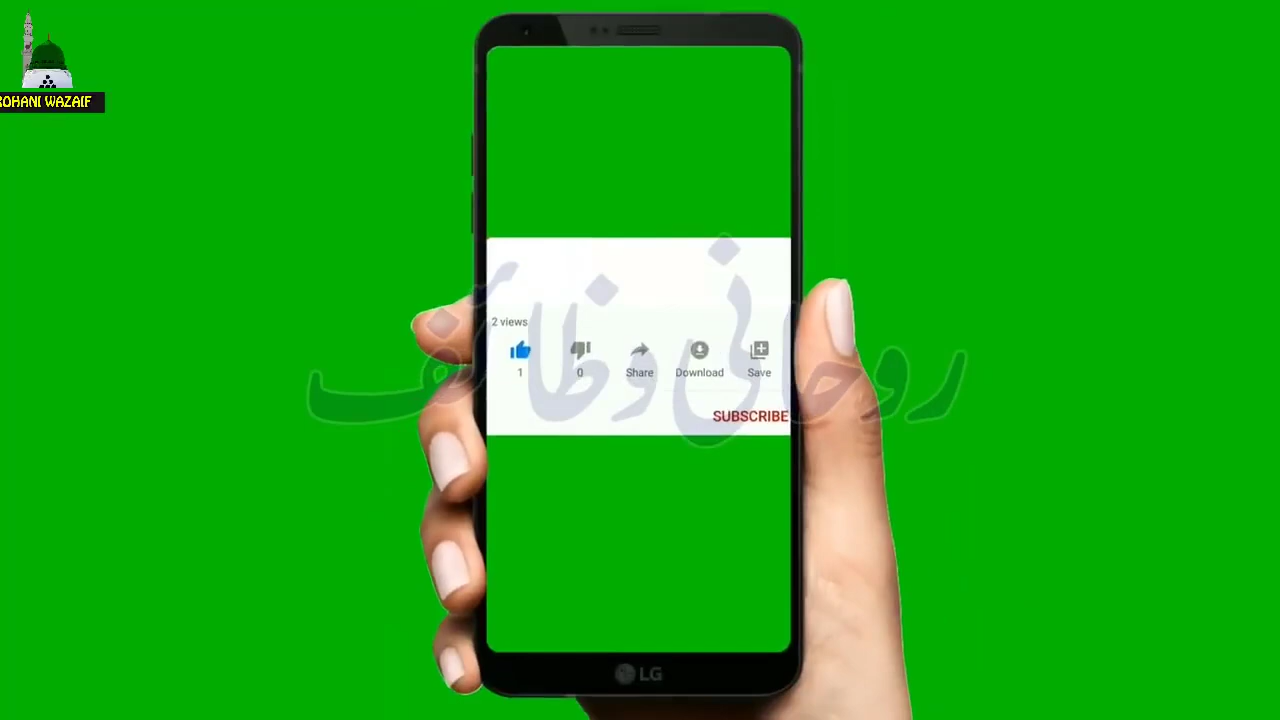 ROHANI WAZAIF
2 views
1 0 Share Download Save
روحانی وظائف
SUBSCRIBE
LG